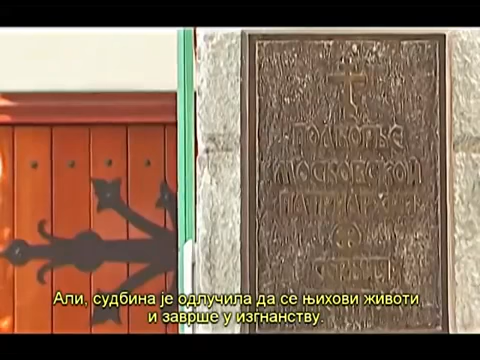 ПОДВОРЬЕ
МОСКОВСКОЙ
ПАТРИАРХИИ
Али, судбина је одлучила да се њихови животи
и заврше у изгнанству.